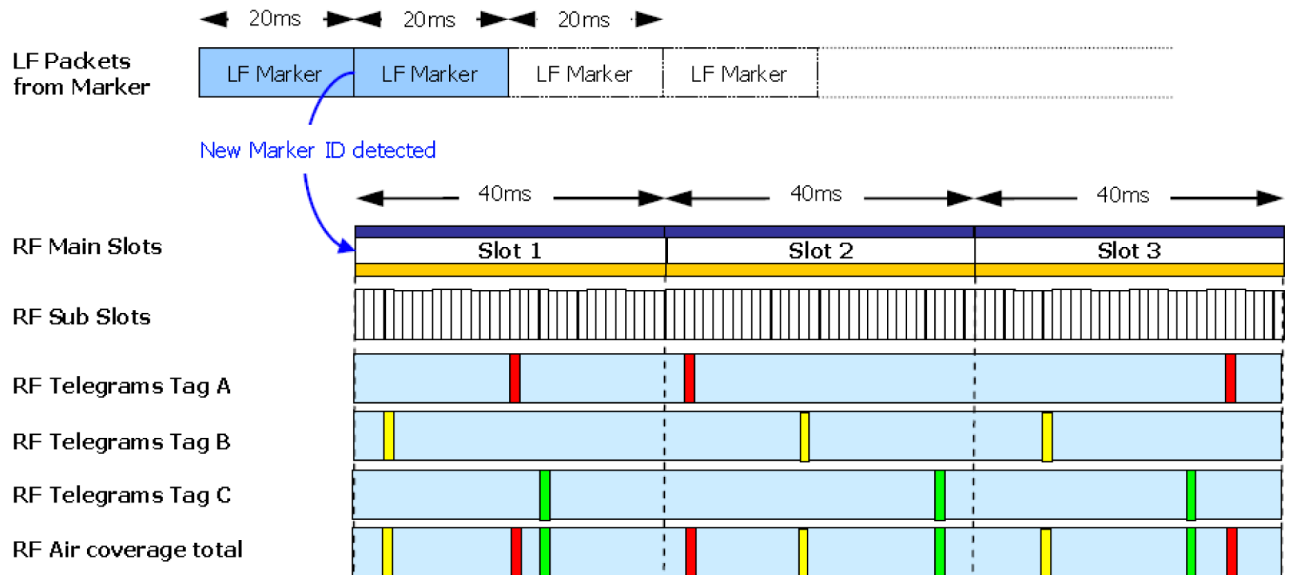 20ms 20ms 20ms
LF Packets
from Marker
LF Marker LF Marker LF Marker LF Marker
New Marker ID detected
40ms 40ms 40ms
RF Main Slots
Slot 1 Slot 2 Slot 3
RF Sub Slots
RF Telegrams Tag A
RF Telegrams Tag B
RF Telegrams Tag C
RF Air coverage total